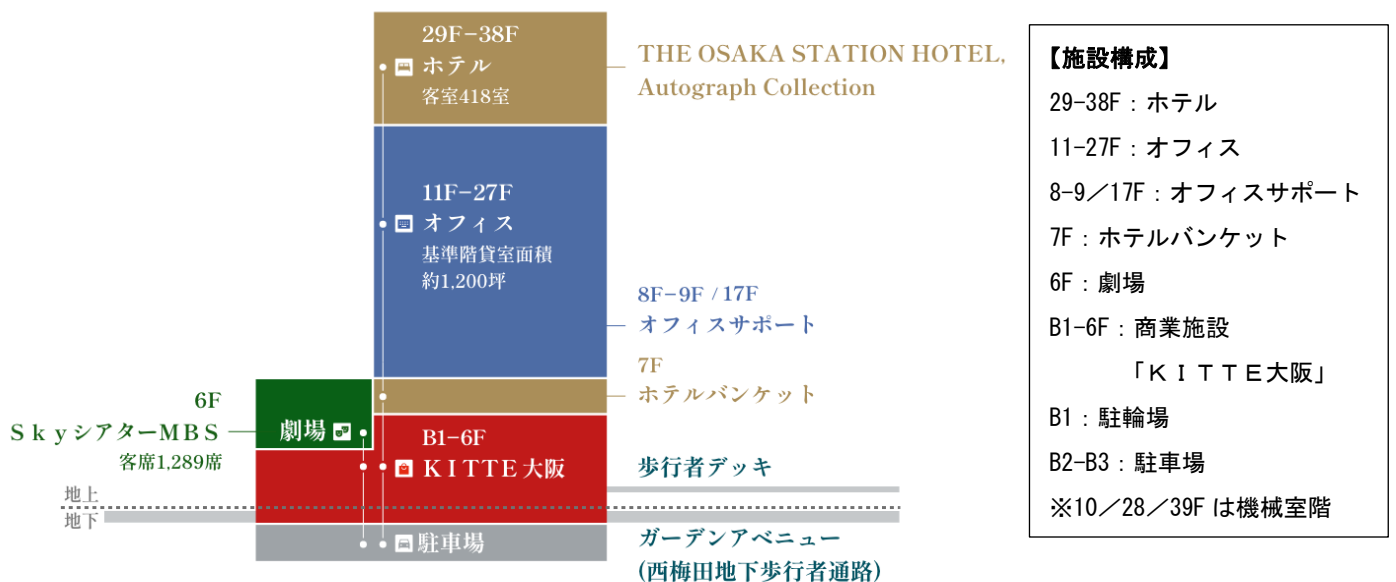 29F-38F
ホテル
客室418室
THE OSAKA STATION HOTEL,
Autograph Collection
11F-27F
オフィス
基準階貸室面積
約1,200坪
8F-9F / 17F
オフィスサポート
7F
ホテルバンケット
6F
SkyシアターMBS
客席1,289席
劇場
B1-6F
KITTE大阪
歩行者デッキ
地上
地下
駐車場
ガーデンアベニュー
(西梅田地下歩行者通路)
【施設構成】
29-38F：ホテル
11-27F：オフィス
8-9／17F：オフィスサポート
7F：ホテルバンケット
6F：劇場
B1-6F：商業施設
「ＫＩＴＴＥ大阪」
B1：駐輪場
B2-B3：駐車場
※10／28／39F は機械室階